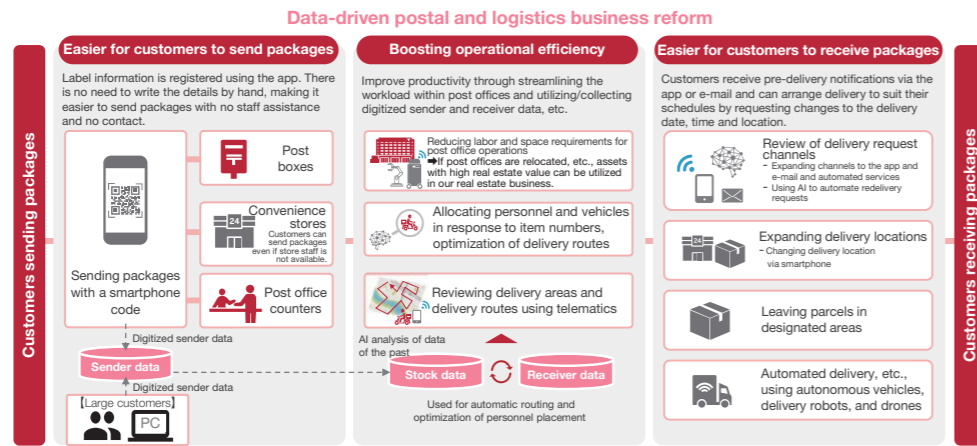 Data-driven postal and logistics business reform
Customers sending packages
Easier for customers to send packages
Label information is registered using the app. There
is no need to write the details by hand, making it
easier to send packages with no staff assistance
and no contact.
Sending packages
with a smartphone
code
Post
boxes
24
Convenience
stores
Customers can
send packages
even if store staff is
not available.
Post office
counters
Digitized sender data
Sender data
Digitized sender data
【Large customers】
PC
Boosting operational efficiency
Improve productivity through streamlining the
workload within post offices and utilizing/collecting
digitized sender and receiver data, etc.
Reducing labor and space requirements for
post office operations
➡If post offices are relocated, etc., assets
with high real estate value can be utilized
in our real estate business.
Allocating personnel and vehicles
in response to item numbers,
optimization of delivery routes
Reviewing delivery areas and
delivery routes using telematics
AI analysis of data
of the past
Stock data
Receiver data
Used for automatic routing and
optimization of personnel placement
Easier for customers to receive packages
Customers receive pre-delivery notifications via the
app or e-mail and can arrange delivery to suit their
schedules by requesting changes to the delivery
date, time and location.
Review of delivery request
channels
- Expanding channels to the app and
e-mail and automated services
- Using AI to automate redelivery
requests
24
Expanding delivery locations
- Changing delivery location
via smartphone
Leaving parcels in
designated areas
Automated delivery, etc.,
using autonomous vehicles,
delivery robots, and drones
Customers receiving packages